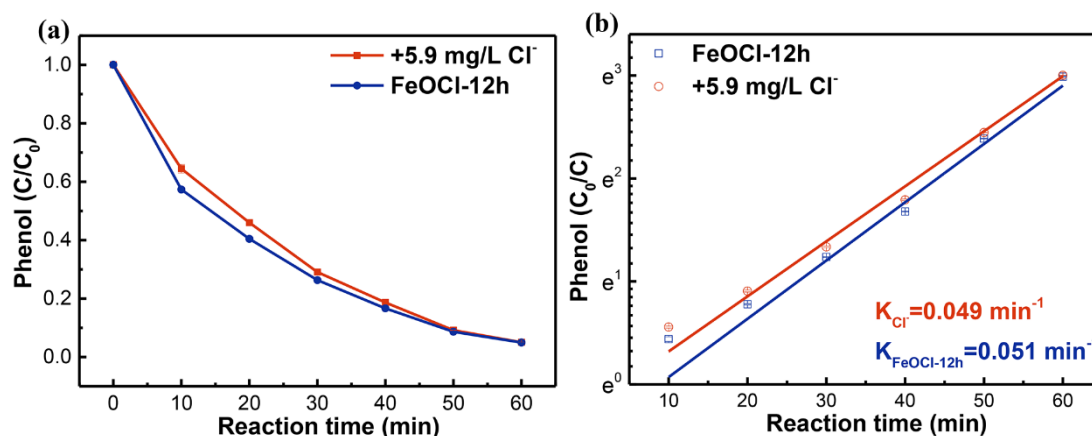 (a)
+5.9 mg/L Cl⁻
FeOCl-12h
Phenol (C/C₀)
1.0
0.8
0.6
0.4
0.2
0.0
0 10 20 30 40 50 60
Reaction time (min)
(b)
FeOCl-12h
+5.9 mg/L Cl⁻
Phenol (C₀/C)
e³
e²
e¹
e⁰
K_Cl⁻=0.049 min⁻¹
K_FeOCl-12h=0.051 min⁻
10 20 30 40 50 60
Reaction time (min)